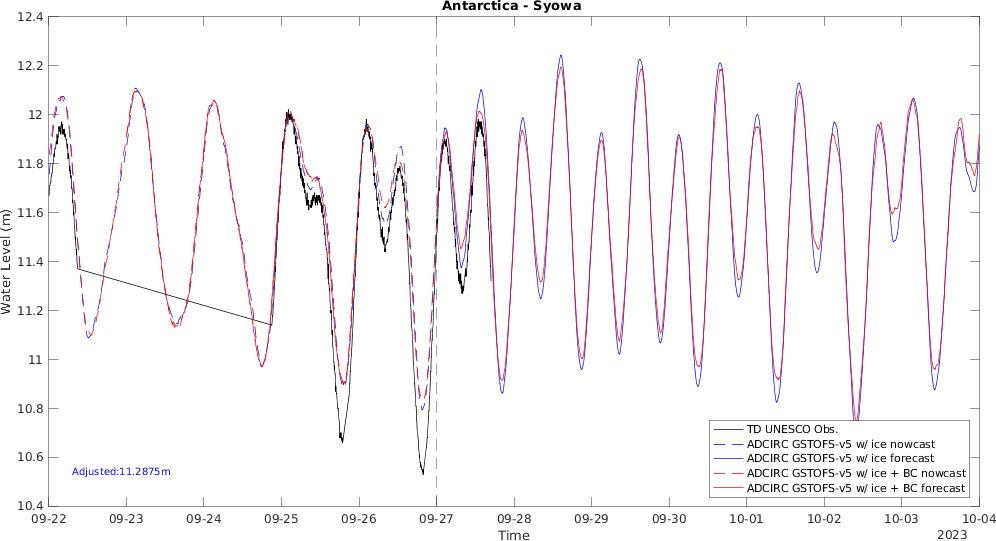 Antarctica - Syowa
12.4
12.2
12
11.8
11.6
11.4
11.2
11
10.8
10.6
10.4
Water Level (m)
Adjusted:11.2875m
TD UNESCO Obs.
ADCIRC GSTOFS-v5 w/ ice nowcast
ADCIRC GSTOFS-v5 w/ ice forecast
ADCIRC GSTOFS-v5 w/ ice + BC nowcast
ADCIRC GSTOFS-v5 w/ ice + BC forecast
09-22 09-23 09-24 09-25 09-26 09-27 09-28 09-29 09-30 10-01 10-02 10-03 10-04
Time
2023